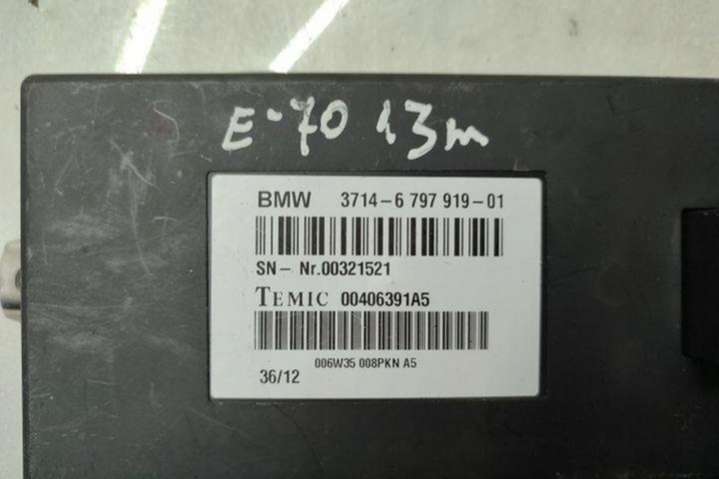 E-70 13m
BMW 3714-6 797 919-01
SN- Nr.00321521
TEMIC 00406391A5
006W35 008PKN A5
36/12